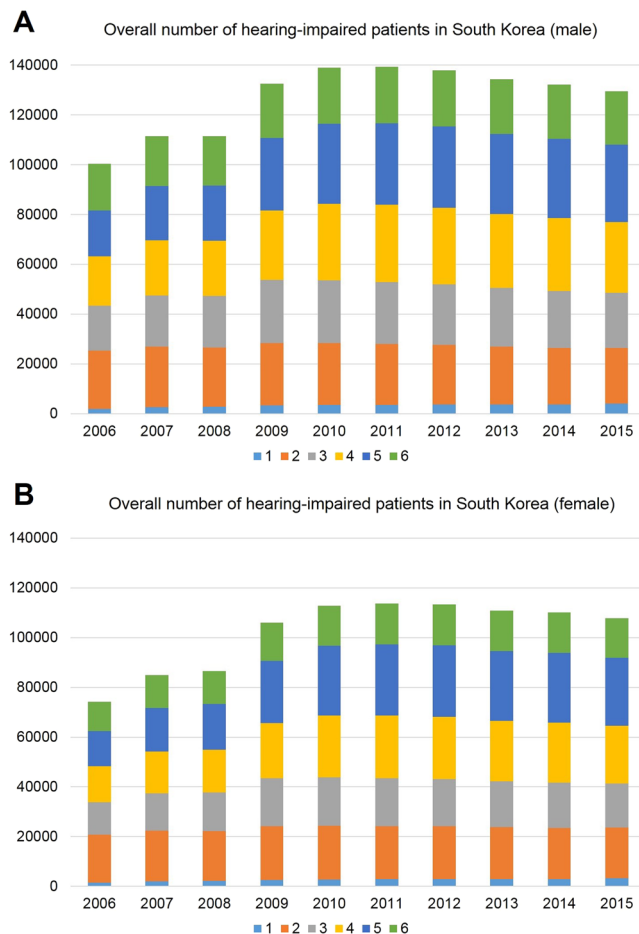 A
Overall number of hearing-impaired patients in South Korea (male)
140000
120000
100000
80000
60000
40000
20000
0
2006 2007 2008 2009 2010 2011 2012 2013 2014 2015
1 2 3 4 5 6
B
Overall number of hearing-impaired patients in South Korea (female)
140000
120000
100000
80000
60000
40000
20000
0
2006 2007 2008 2009 2010 2011 2012 2013 2014 2015
1 2 3 4 5 6